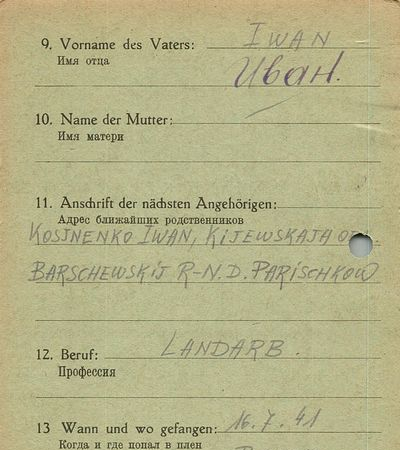 9. Vorname des Vaters: IWAN
Имя отца Иван.
10. Name der Mutter:
Имя матери
11. Anschrift der nächsten Angehörigen:
Адрес ближайших родственников
KOSJNENKO IWAN, KIJEWSKAJA
BARSCHEWSKIJ R-N. D. PARISCHKOW
12. Beruf: LANDARB.
Профессия
13 Wann und wo gefangen: 16.7.41
Когда и где попал в плен